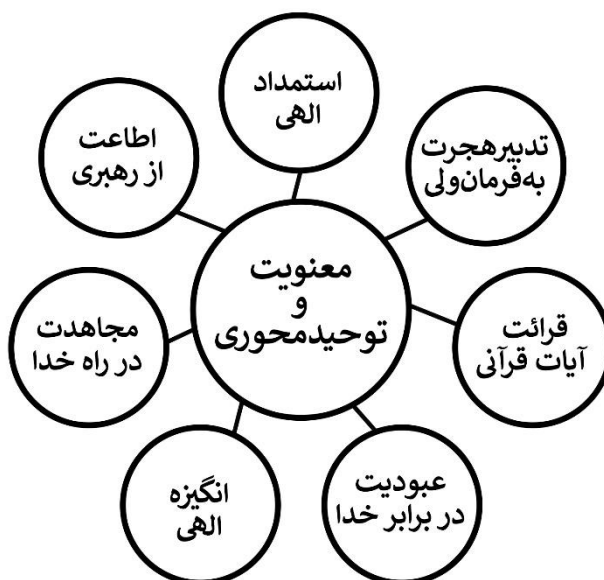 استمداد
الهی
تدبیرهجرت
به‌فرمان‌ولی
قرائت
آیات قرآنی
عبودیت
در برابر خدا
انگیزه
الهی
مجاهدت
در راه خدا
اطاعت
از رهبری
معنویت
و
توحیدمحوری